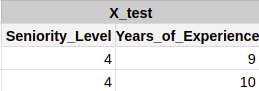 X_test
Seniority_Level Years_of_Experience
4 9
4 10